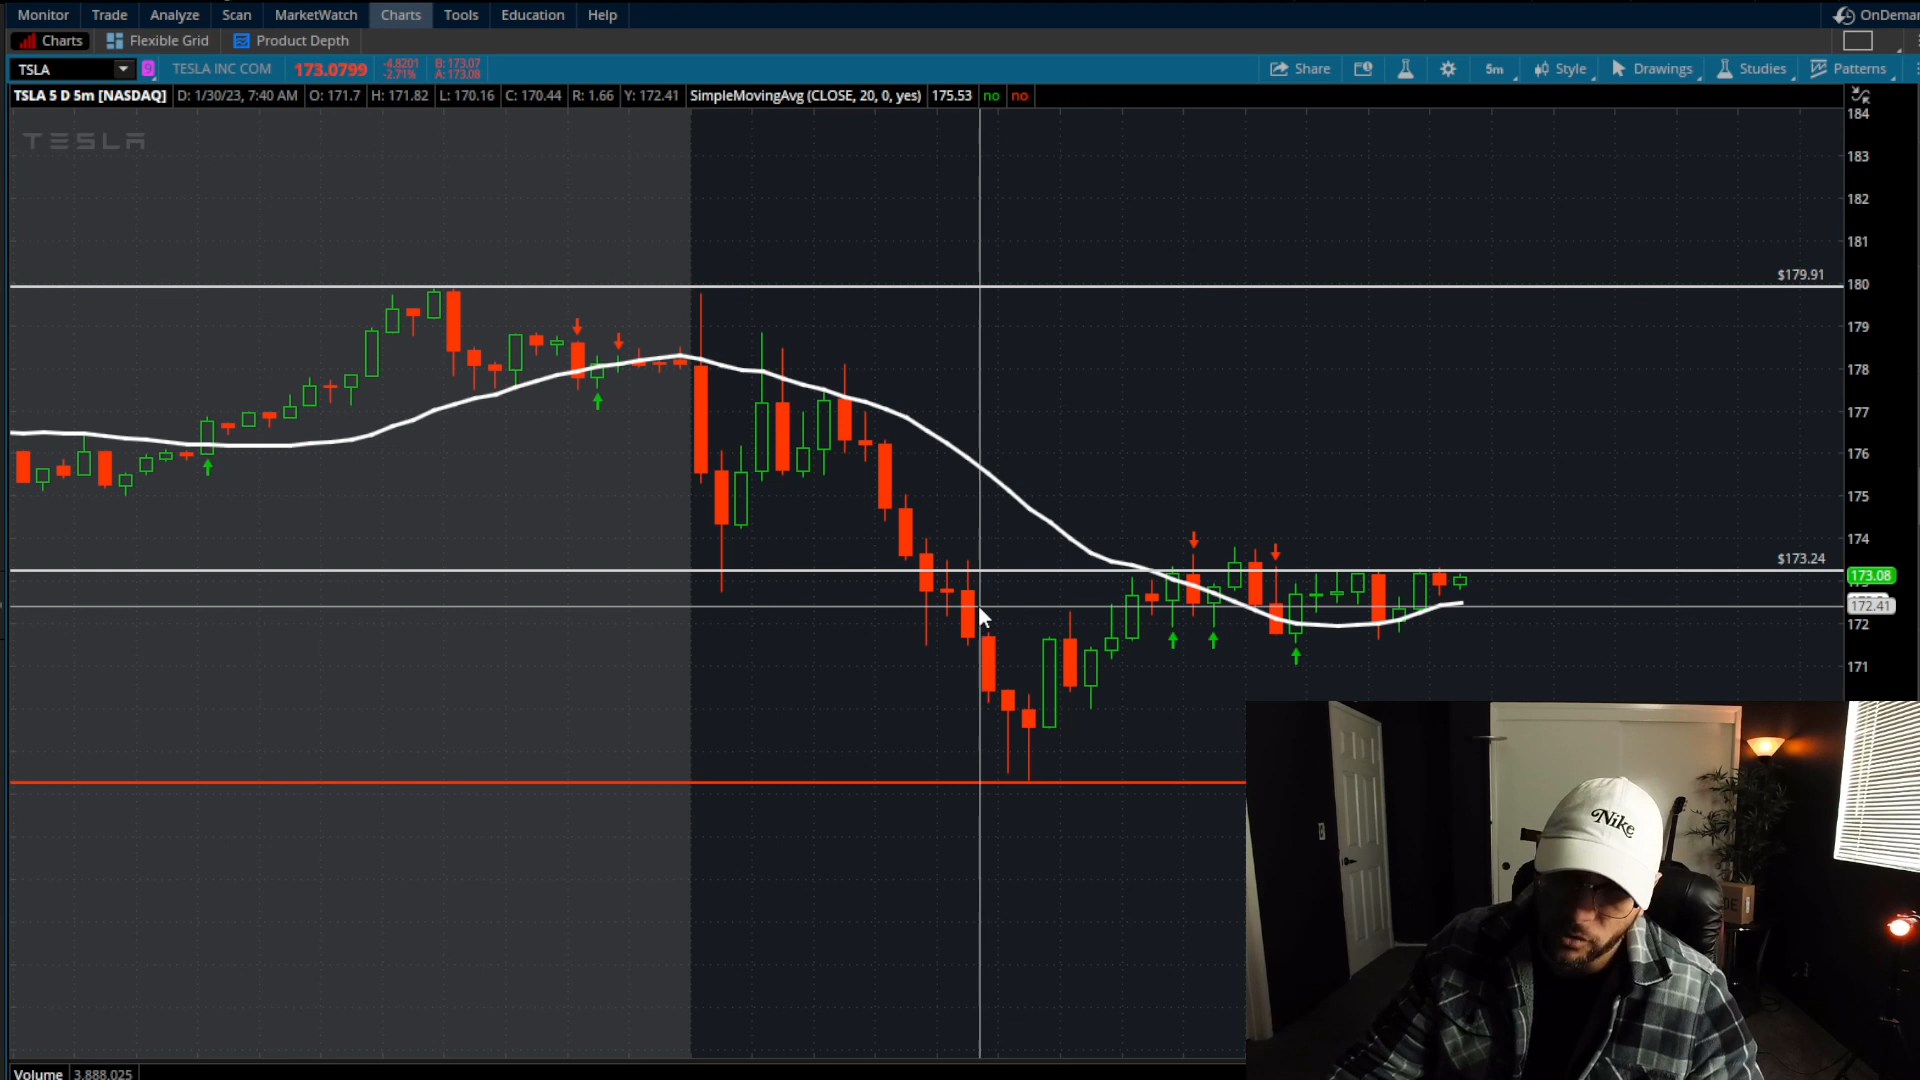 Monitor Trade Analyze Scan MarketWatch Charts Tools Education Help
Charts Flexible Grid Product Depth
TSLA 9 TESLA INC COM 173.0799 -4.8201 -2.71% B: 173.07 A: 173.08 Share 5m Style Drawings Studies Patterns
TSLA 5 D 5m [NASDAQ] D: 1/30/23, 7:40 AM O: 171.7 H: 171.82 L: 170.16 C: 170.44 R: 1.66 Y: 172.41 SimpleMovingAvg (CLOSE, 20, 0, yes) 175.53 no no
184
TESLA
183
182
181
$179.91
180
179
178
177
176
175
174
$173.24
173.08
172.41
172
171
Nike
Volume 3,888,025